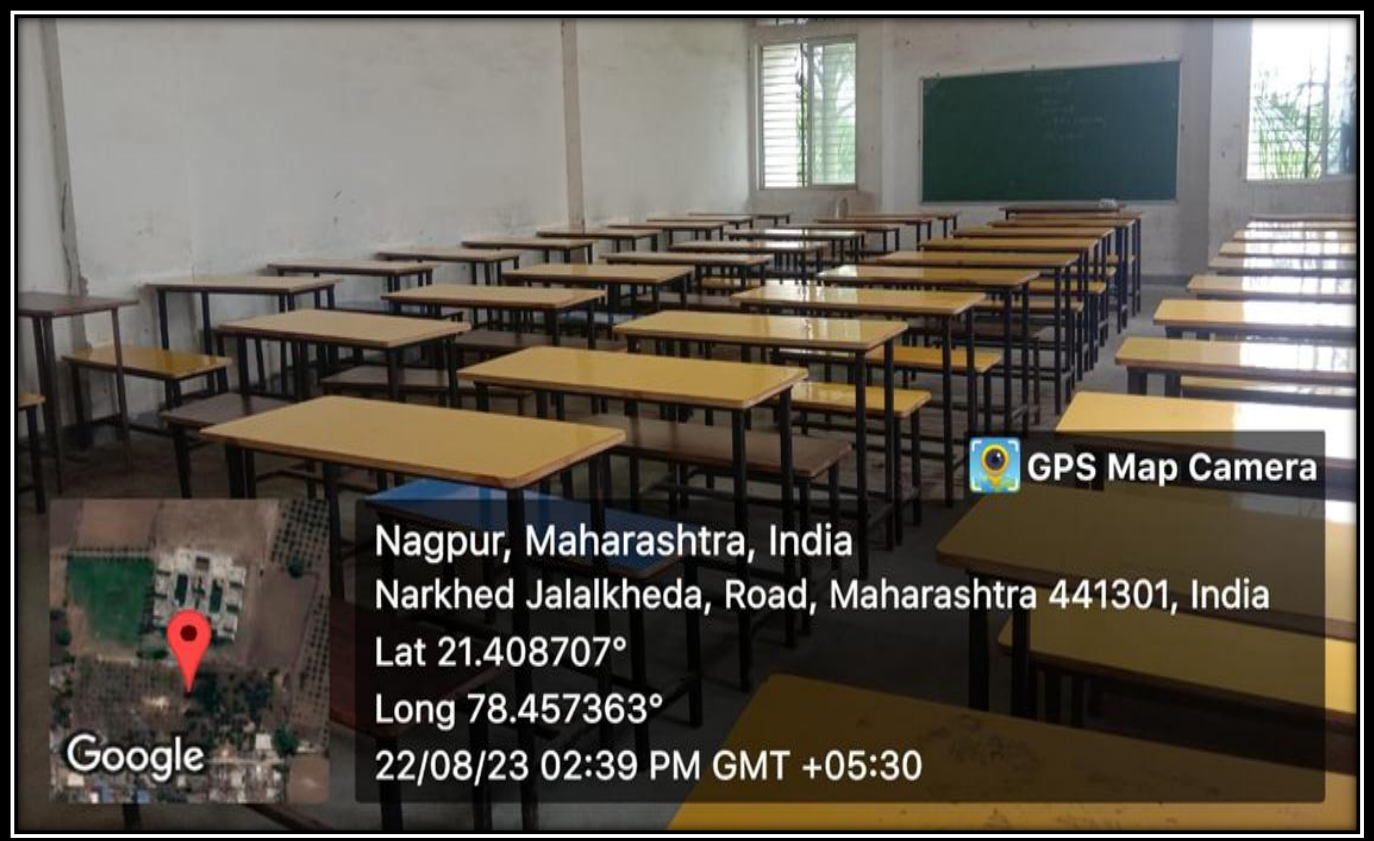 GPS Map Camera
Nagpur, Maharashtra, India
Narkhed Jalalkheda, Road, Maharashtra 441301, India
Lat 21.408707°
Long 78.457363°
22/08/23 02:39 PM GMT +05:30
Google